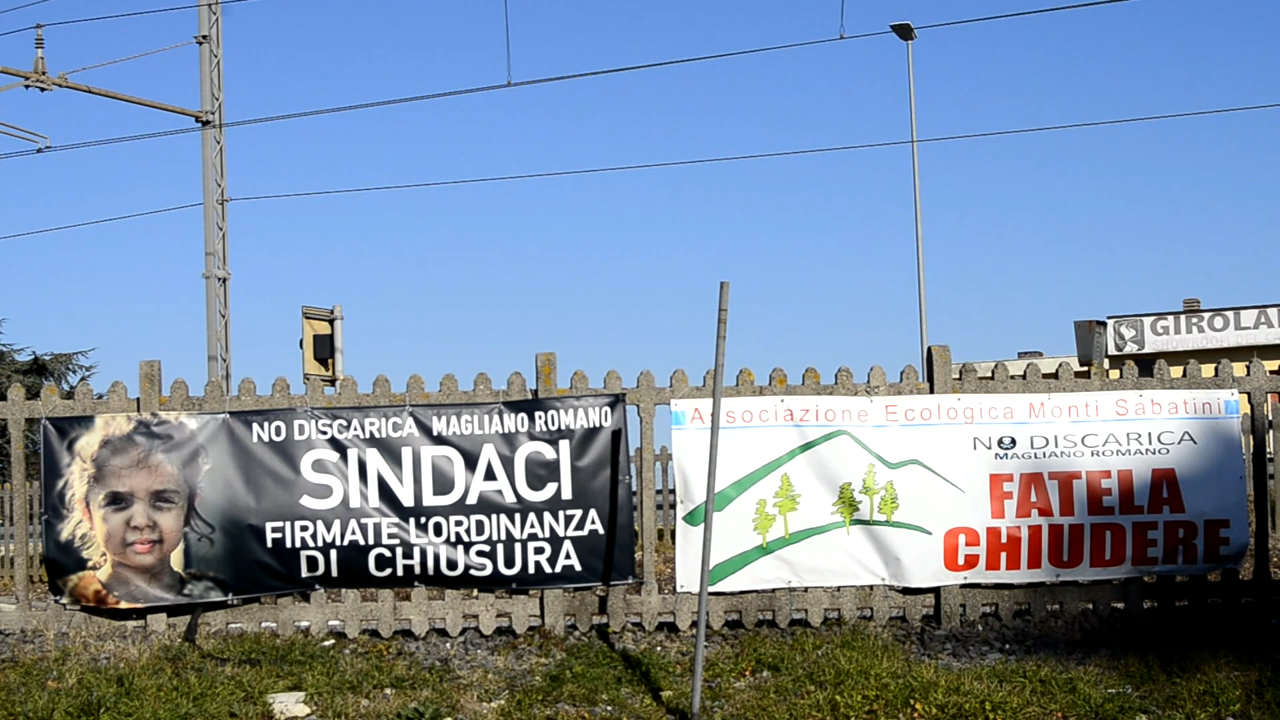 NO DISCARICA MAGLIANO ROMANO
SINDACI
FIRMATE L'ORDINANZA
DI CHIUSURA
Associazione Ecologica Monti Sabatini
NO DISCARICA
MAGLIANO ROMANO
FATELA
CHIUDERE
GIROLA
SHOWROOM